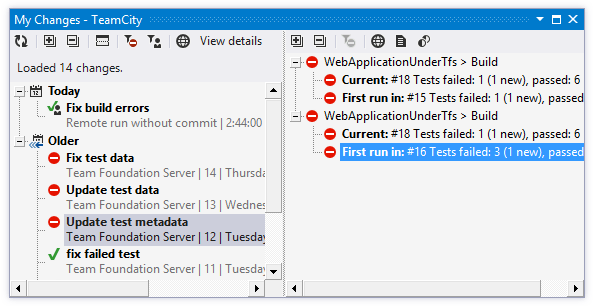 My Changes - TeamCity
View details
Loaded 14 changes.
Today
Fix build errors
Remote run without commit | 2:44:00
Older
Fix test data
Team Foundation Server | 14 | Thursda
Update test data
Team Foundation Server | 13 | Wednes
Update test metadata
Team Foundation Server | 12 | Tuesday
fix failed test
Team Foundation Server | 11 | Tuesday
WebApplicationUnderTfs > Build
Current: #18 Tests failed: 1 (1 new), passed: 6
First run in: #15 Tests failed: 1 (1 new), passed
WebApplicationUnderTfs > Build
Current: #18 Tests failed: 1 (1 new), passed: 6
First run in: #16 Tests failed: 3 (1 new), passed